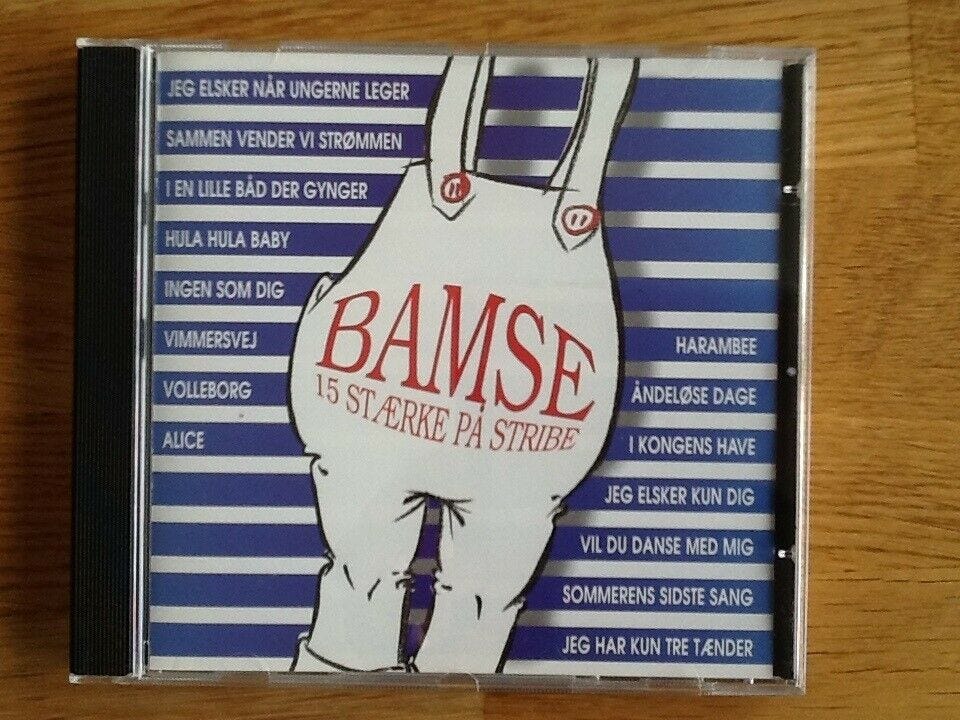 JEG ELSKER NÅR UNGERNE LEGER
SAMMEN VENDER VI STRØMMEN
I EN LILLE BÅD DER GYNGER
HULA HULA BABY
INGEN SOM DIG
VIMMERSVEJ
VOLLEBORG
ALICE
BAMSE
15 STÆRKE PÅ STRIBE
HARAMBEE
ÅNDELØSE DAGE
I KONGENS HAVE
JEG ELSKER KUN DIG
VIL DU DANSE MED MIG
SOMMERENS SIDSTE SANG
JEG HAR KUN TRE TÆNDER